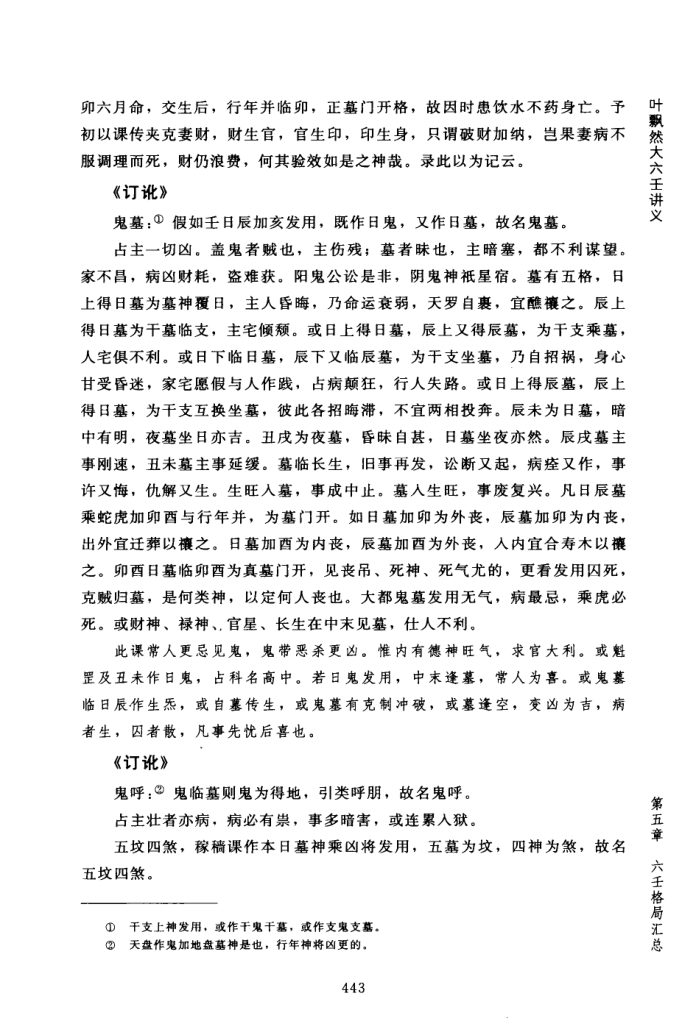 卯六月命，交生后，行年并临卯，正墓门开格，故因时患饮水不药身亡。予
初以课传夹克妻财，财生官，官生印，印生身，只谓破财加纳，岂果妻病不
服调理而死，财仍浪费，何其验效如是之神哉。录此以为记云。
《订讹》
鬼墓：① 假如壬日辰加亥发用，既作日鬼，又作日墓，故名鬼墓。
占主一切凶。盖鬼者贼也，主伤残；墓者昧也，主暗塞，都不利谋望。
家不昌，病凶财耗，盗难获。阳鬼公讼是非，阴鬼神祇星宿。墓有五格，日
上得日墓为墓神覆日，主人昏晦，乃命运衰弱，天罗自裹，宜醮禳之。辰上
得日墓为干墓临支，主宅倾颓。或日上得日墓，辰上又得辰墓，为干支乘墓，
人宅俱不利。或日下临日墓，辰下又临辰墓，为干支坐墓，乃自招祸，身心
甘受昏迷，家宅愿假与人作践，占病颠狂，行人失路。或日上得辰墓，辰上
得日墓，为干支互换坐墓，彼此各招晦滞，不宜两相投奔。辰未为日墓，暗
中有明，夜墓坐日亦吉。丑戌为夜墓，昏昧自甚，日墓坐夜亦然。辰戌墓主
事刚速，丑未墓主事延缓。墓临长生，旧事再发，讼断又起，病痊又作，事
许又悔，仇解又生。生旺入墓，事成中止。墓入生旺，事废复兴。凡日辰墓
乘蛇虎加卯酉与行年并，为墓门开。如日墓加卯为外丧，辰墓加卯为内丧，
出外宜迁葬以禳之。日墓加酉为内丧，辰墓加酉为外丧，入内宜合寿木以禳
之。卯酉日墓临卯酉为真墓门开，见丧吊、死神、死气尤的，更看发用囚死，
克贼归墓，是何类神，以定何人丧也。大都鬼墓发用无气，病最忌，乘虎必
死。或财神、禄神、官星、长生在中末见墓，仕人不利。
此课常人更忌见鬼，鬼带恶杀更凶。惟内有德神旺气，求官大利。或魁
罡及丑未作日鬼，占科名高中。若日鬼发用，中末逢墓，常人为喜。或鬼墓
临日辰作生炁，或自墓传生，或鬼墓有克制冲破，或墓逢空，变凶为吉，病
者生，囚者散，凡事先忧后喜也。
《订讹》
鬼呼：② 鬼临墓则鬼为得地，引类呼朋，故名鬼呼。
占主壮者亦病，病必有祟，事多暗害，或连累入狱。
五坟四煞，稼穑课作本日墓神乘凶将发用，五墓为坟，四神为煞，故名
五坟四煞。
① 干支上神发用，或作干鬼干墓，或作支鬼支墓。
② 天盘作鬼加地盘墓神是也，行年神将凶更的。
443
叶飘然大六壬讲义
第五章 六壬格局汇总